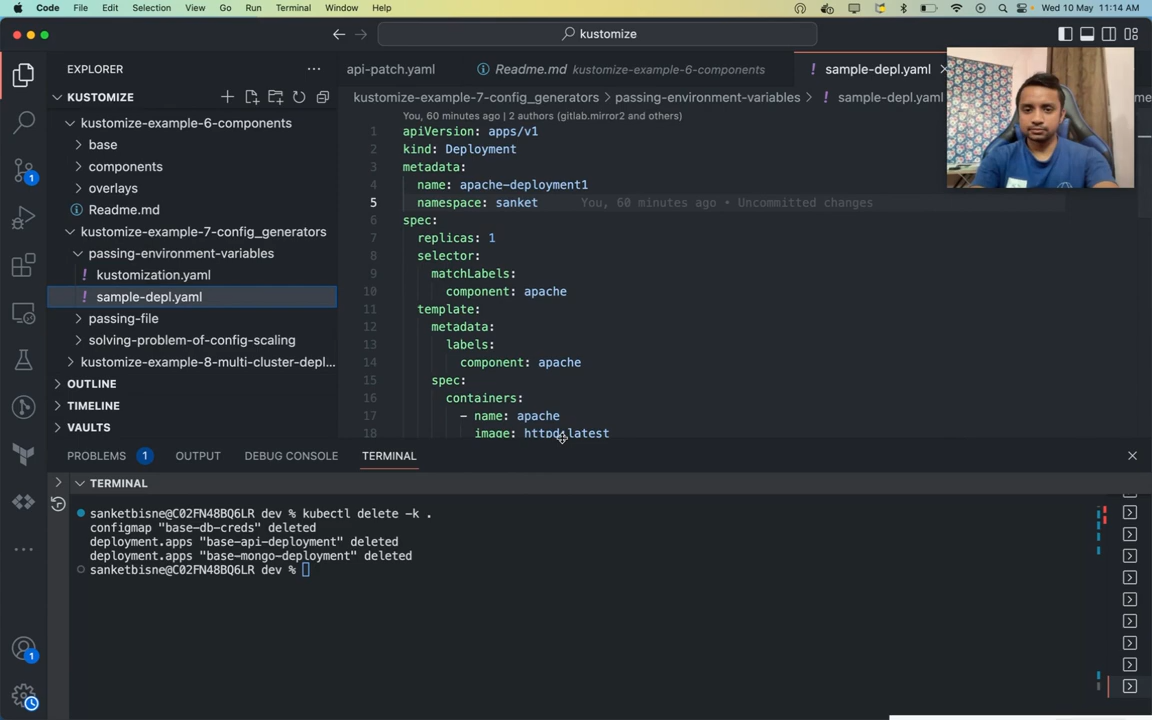 Code File Edit Selection View Go Run Terminal Window Help
Wed 10 May 11:14 AM
kustomize
EXPLORER
api-patch.yaml
Readme.md kustomize-example-6-components
sample-depl.yaml
KUSTOMIZE
kustomize-example-7-config_generators > passing-environment-variables > ! sample-depl.yaml
kustomize-example-6-components
base
components
overlays
Readme.md
kustomize-example-7-config_generators
passing-environment-variables
kustomization.yaml
sample-depl.yaml
passing-file
solving-problem-of-config-scaling
kustomize-example-8-multi-cluster-depl...
OUTLINE
TIMELINE
VAULTS
1
1
You, 60 minutes ago | 2 authors (gitlab.mirror2 and others)
1 apiVersion: apps/v1
2 kind: Deployment
3 metadata:
4 name: apache-deployment1
5 namespace: sanket You, 60 minutes ago • Uncommitted changes
6 spec:
7 replicas: 1
8 selector:
9 matchLabels:
10 component: apache
11 template:
12 metadata:
13 labels:
14 component: apache
15 spec:
16 containers:
17 - name: apache
18 image: httpd:latest
PROBLEMS 1 OUTPUT DEBUG CONSOLE TERMINAL
TERMINAL
sanketbisne@C02FN48BQ6LR dev % kubectl delete -k .
configmap "base-db-creds" deleted
deployment.apps "base-api-deployment" deleted
deployment.apps "base-mongo-deployment" deleted
sanketbisne@C02FN48BQ6LR dev %